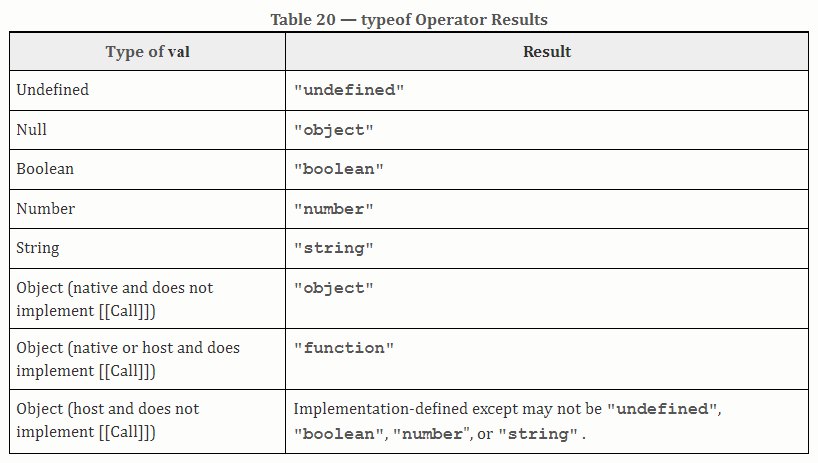 Table 20 — typeof Operator Results
Type of val Result
Undefined "undefined"
Null "object"
Boolean "boolean"
Number "number"
String "string"
Object (native and does not "object"
implement [[Call]])
Object (native or host and does "function"
implement [[Call]])
Object (host and does not Implementation-defined except may not be "undefined",
implement [[Call]]) "boolean", "number", or "string".